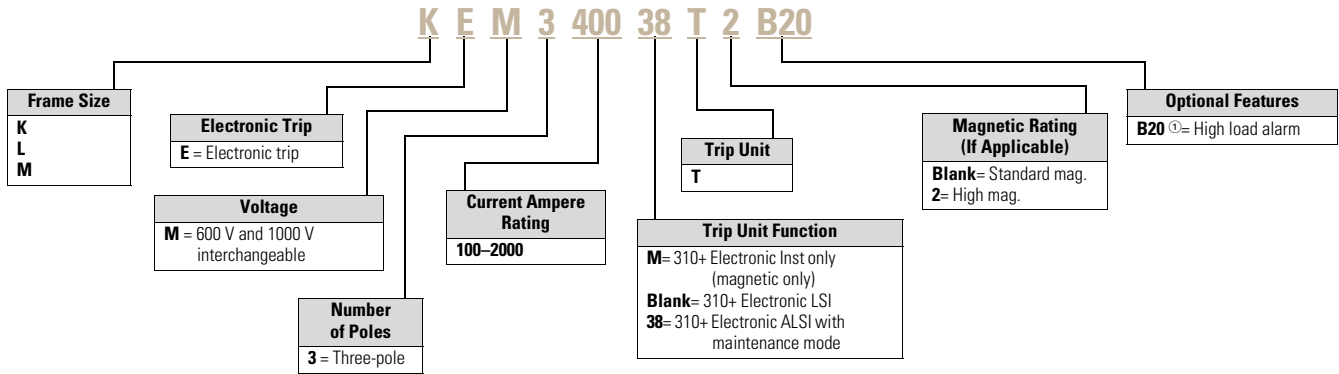 K E M 3 400 38 T 2 B20
Frame Size
K
L
M
Electronic Trip
E = Electronic trip
Voltage
M = 600 V and 1000 V
interchangeable
Number
of Poles
3 = Three-pole
Current Ampere
Rating
100–2000
Trip Unit
T
Trip Unit Function
M= 310+ Electronic Inst only
(magnetic only)
Blank= 310+ Electronic LSI
38= 310+ Electronic ALSI with
maintenance mode
Magnetic Rating
(If Applicable)
Blank= Standard mag.
2= High mag.
Optional Features
B20 ①= High load alarm